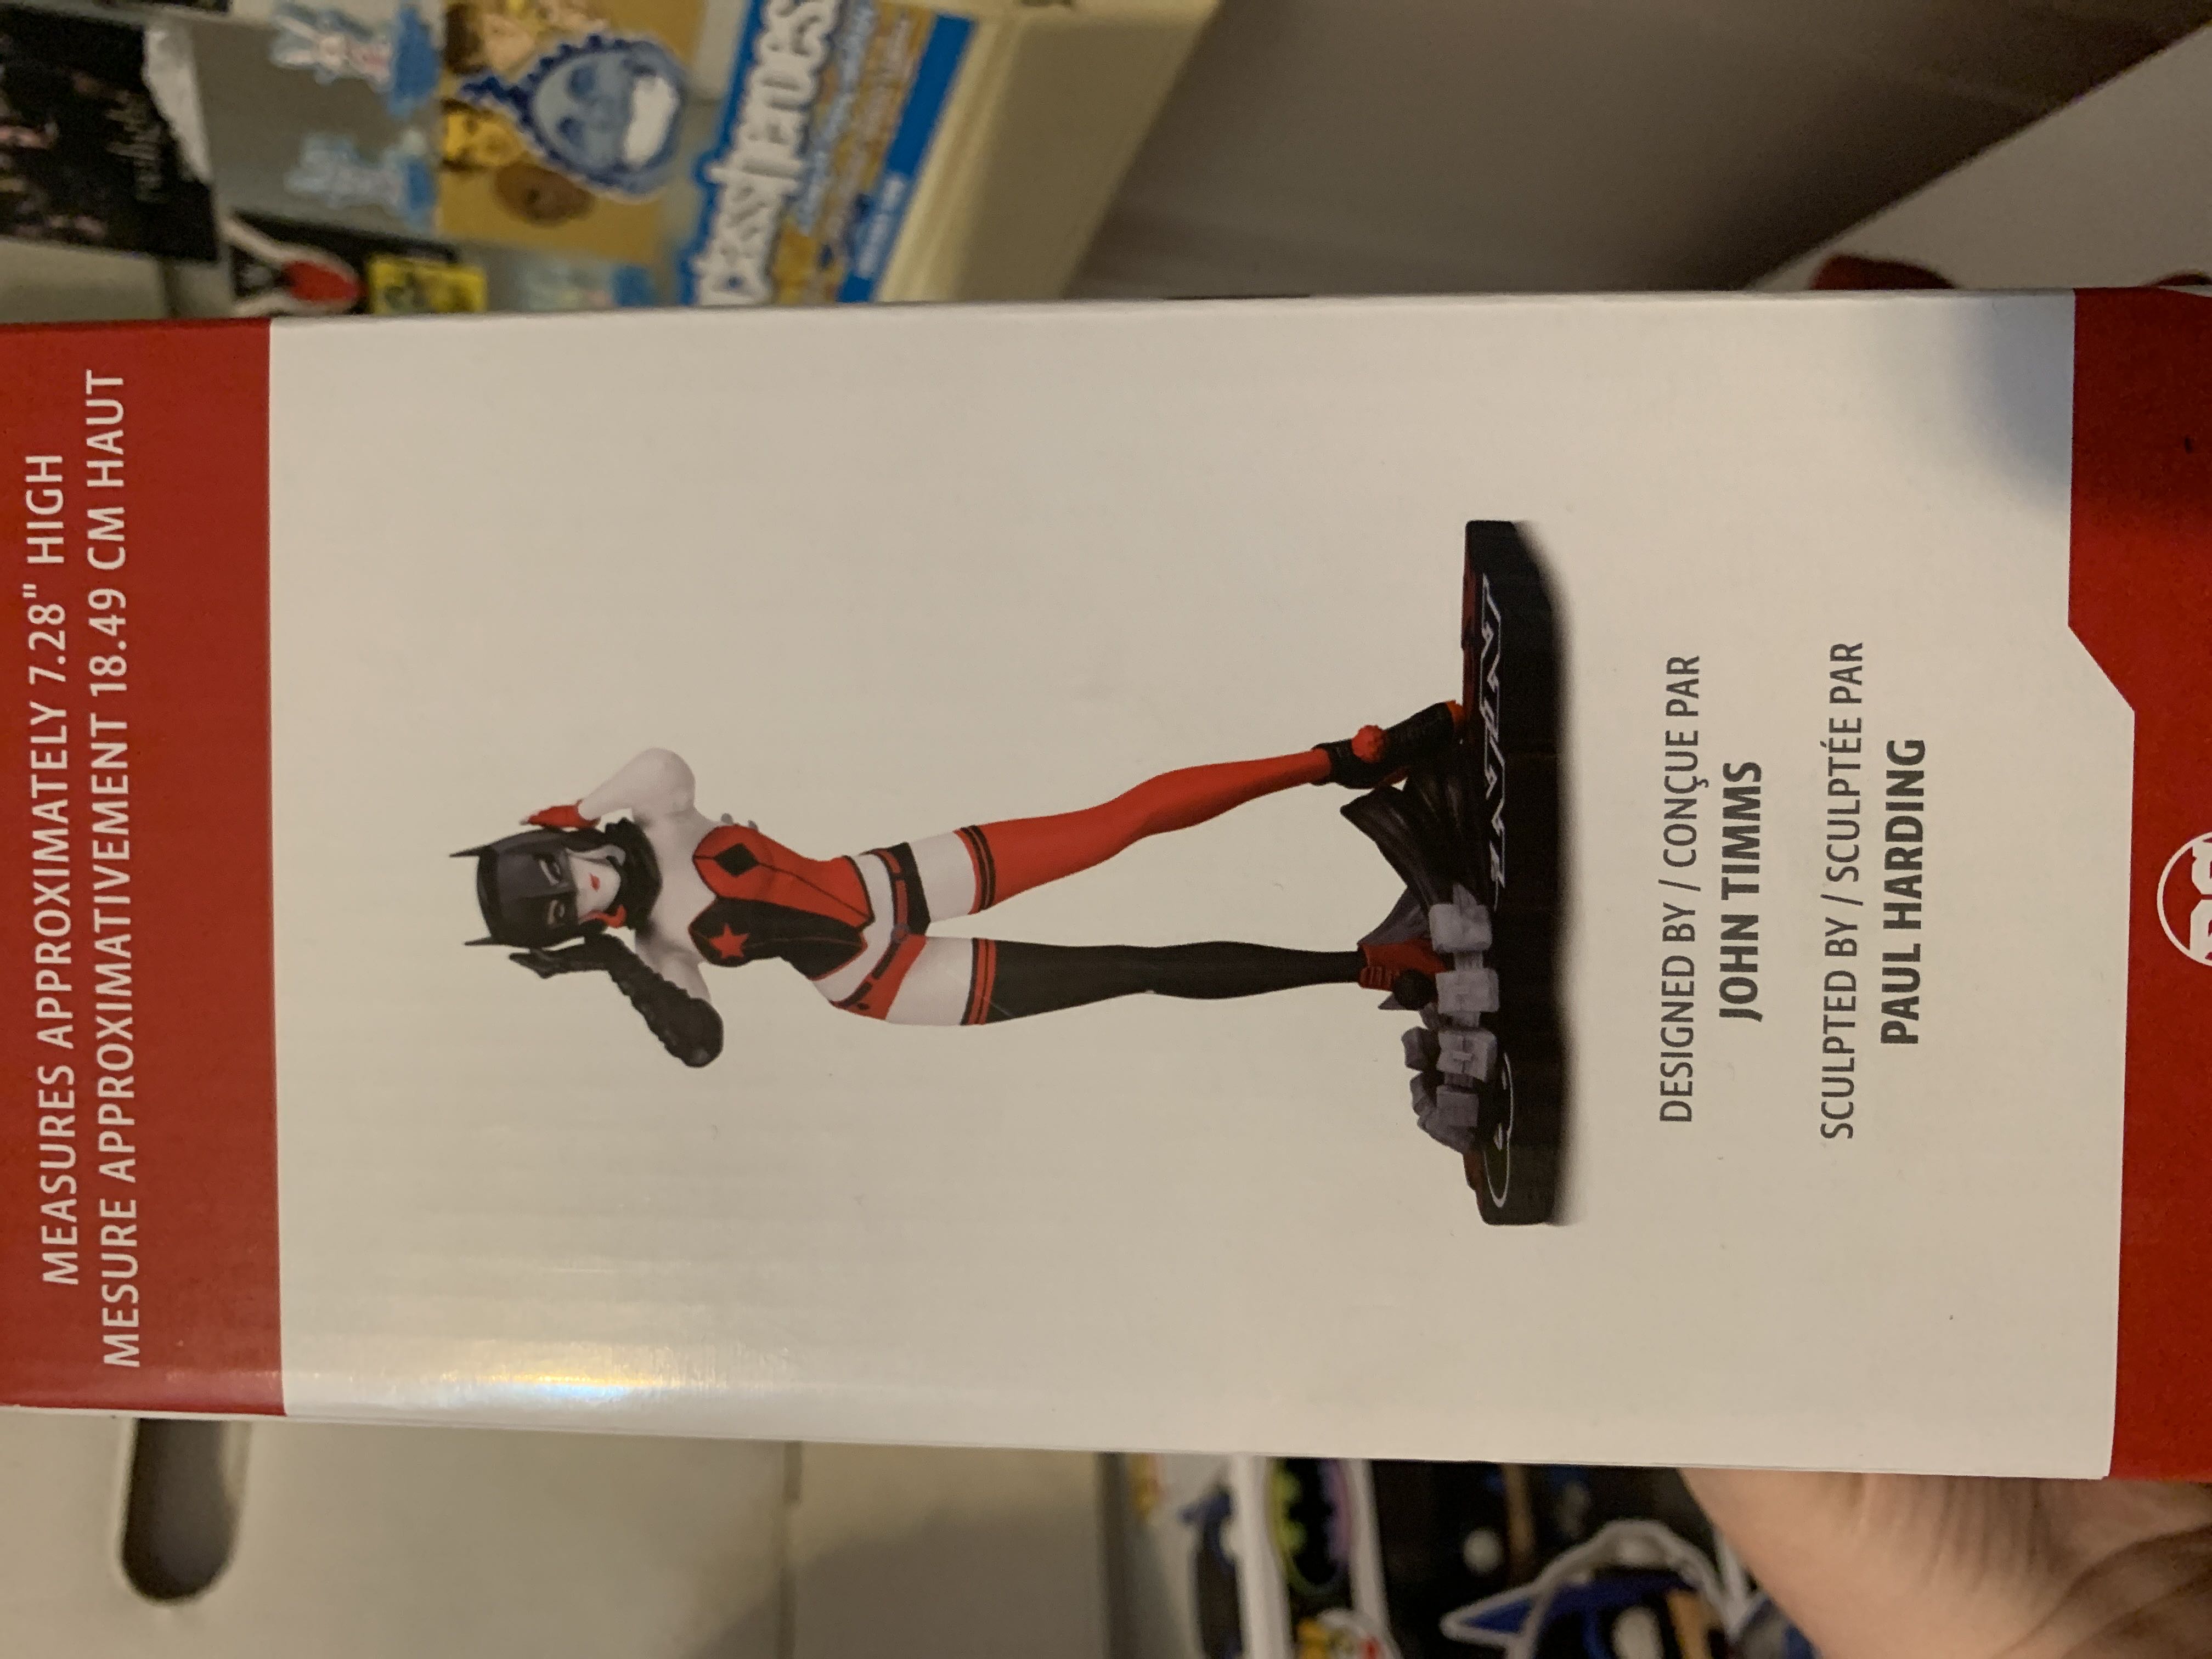 MEASURES APPROXIMATELY 7.28" HIGH
MESURE APPROXIMATIVEMENT 18.49 CM HAUT
DESIGNED BY / CONÇUE PAR
JOHN TIMMS
SCULPTED BY / SCULPTÉE PAR
PAUL HARDING